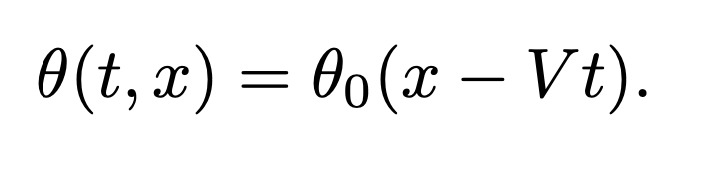 θ(t, x) = θ₀(x − Vt).